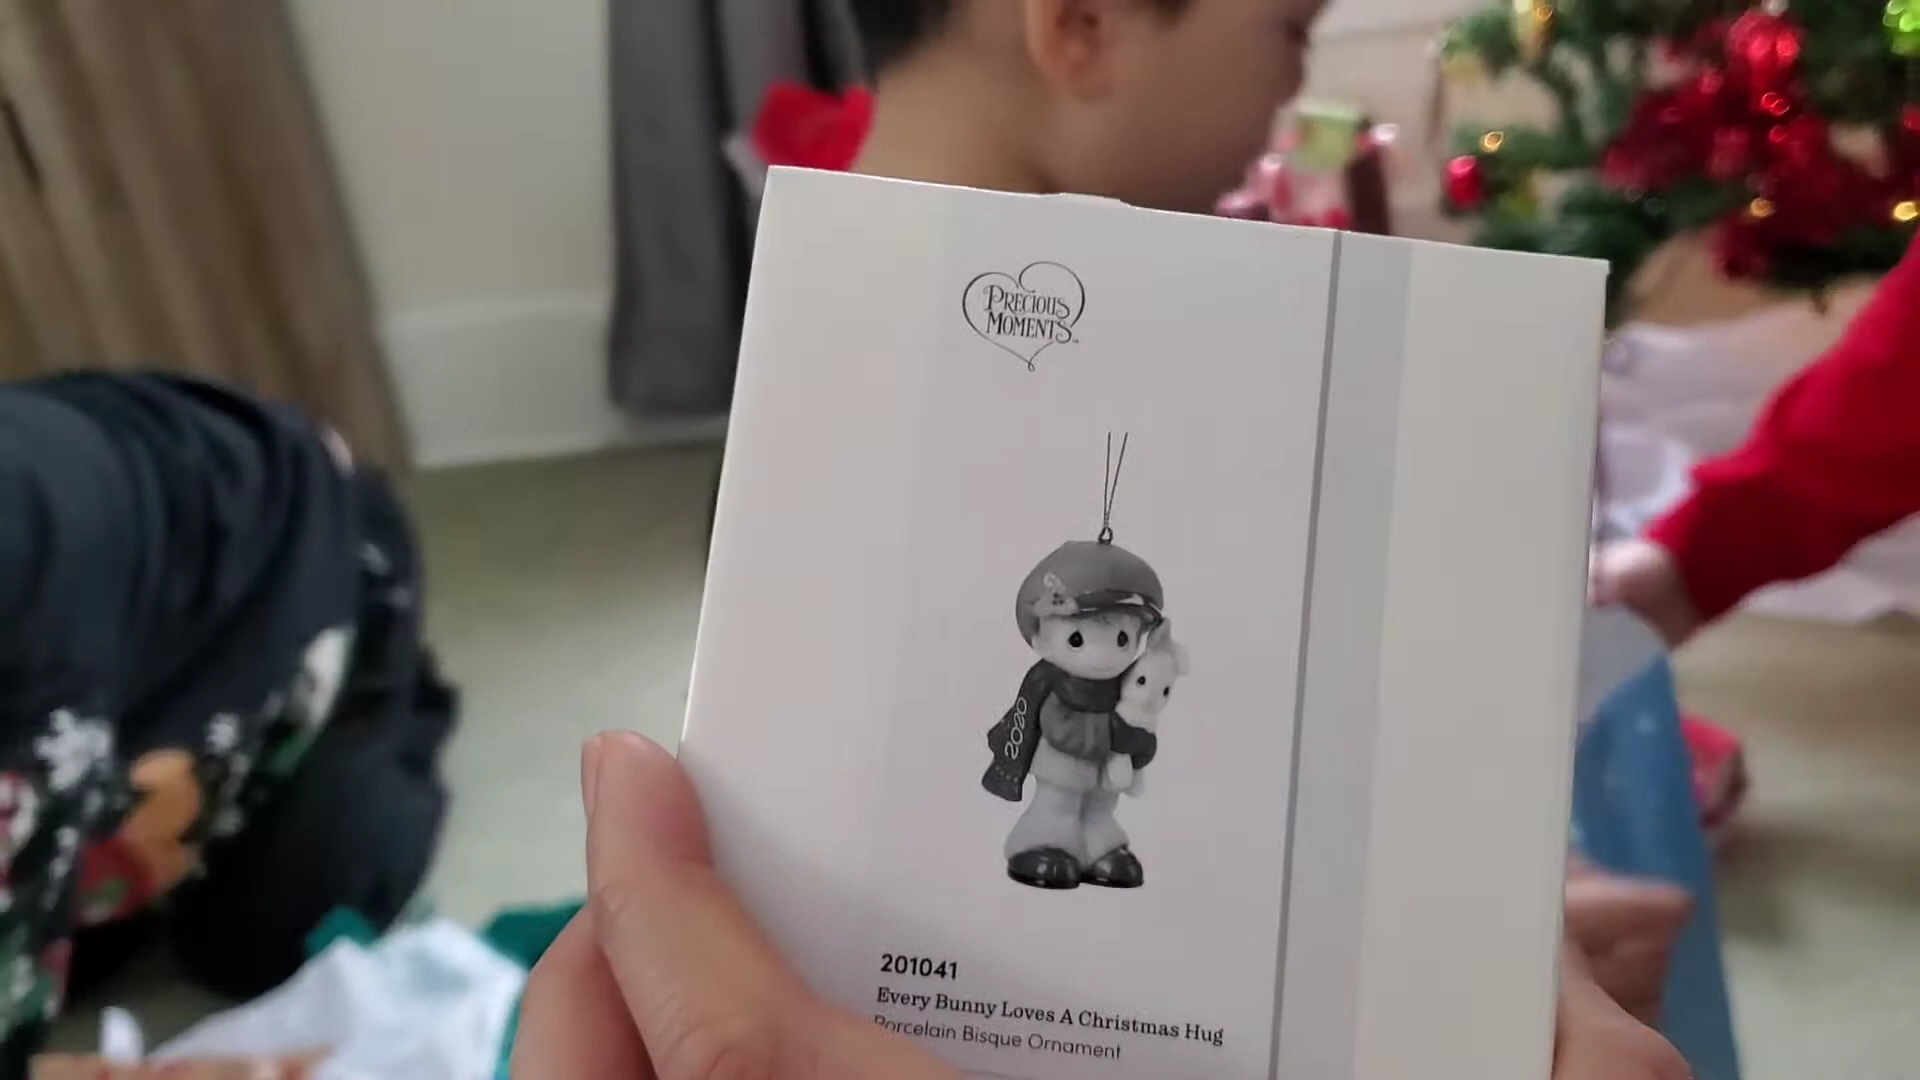 PRECIOUS
MOMENTS
2020
201041
Every Bunny Loves A Christmas Hug
Porcelain Bisque Ornament